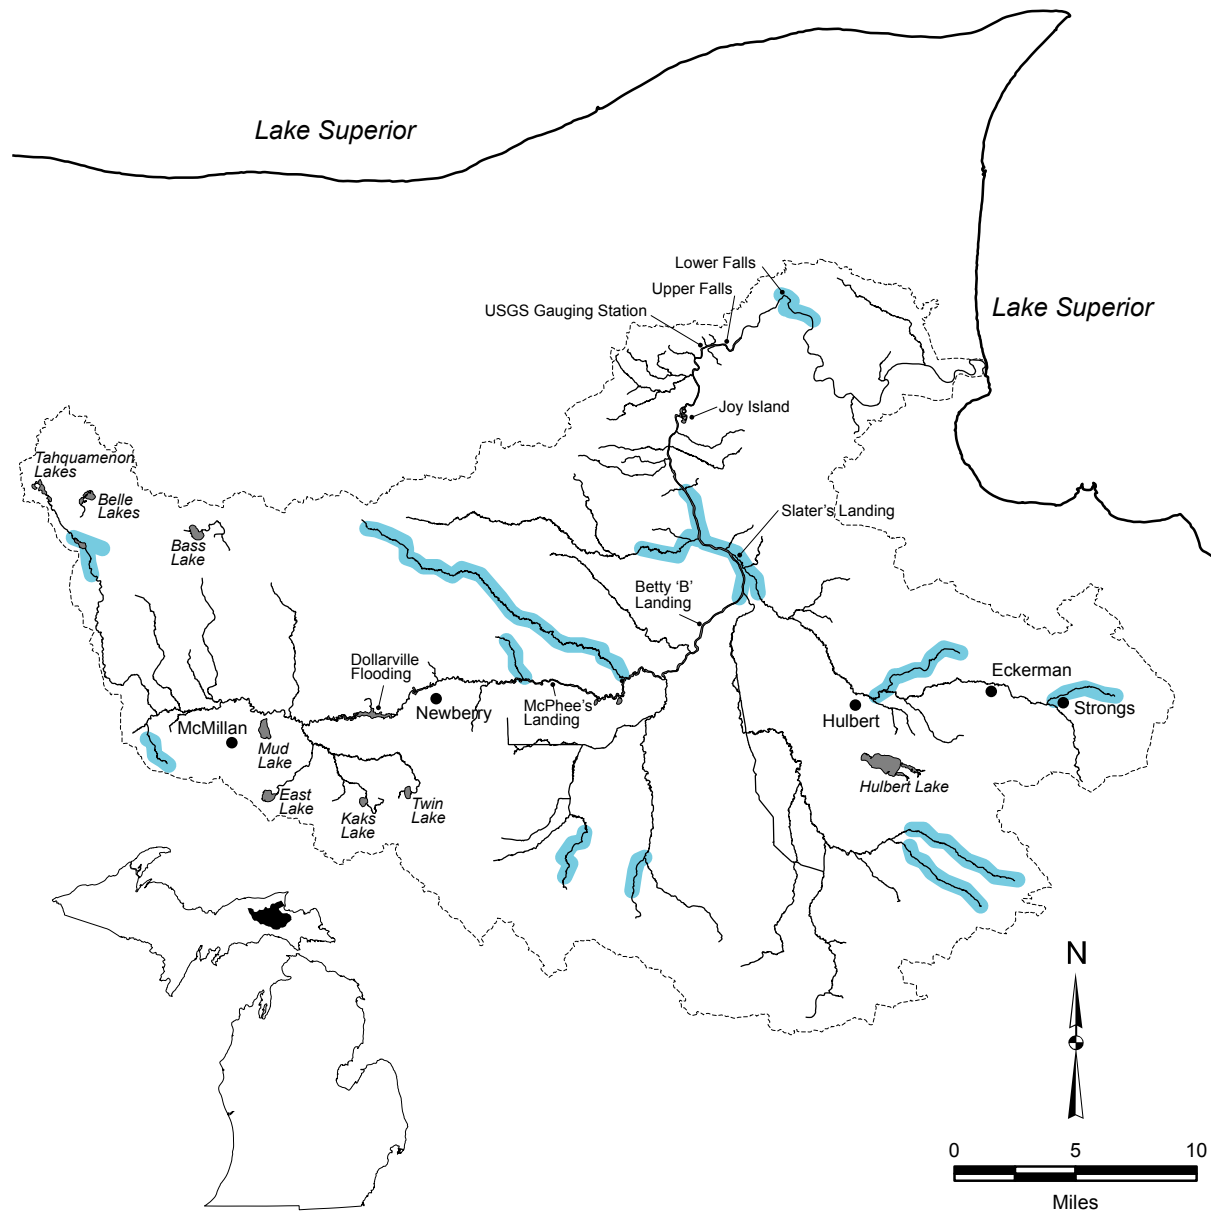 Lake Superior
Lower Falls
Upper Falls
Lake Superior
USGS Gauging Station
Joy Island
Tahquamenon
Lakes
Belle
Lakes
Slater's Landing
Bass
Lake
Betty 'B'
Landing
Dollarville
Flooding
Eckerman
Newberry
McPhee's
Landing
Hulbert
Strongs
McMillan
Mud
Lake
Hulbert Lake
East
Lake
Kaks
Lake
Twin
Lake
N
0 5 10
Miles